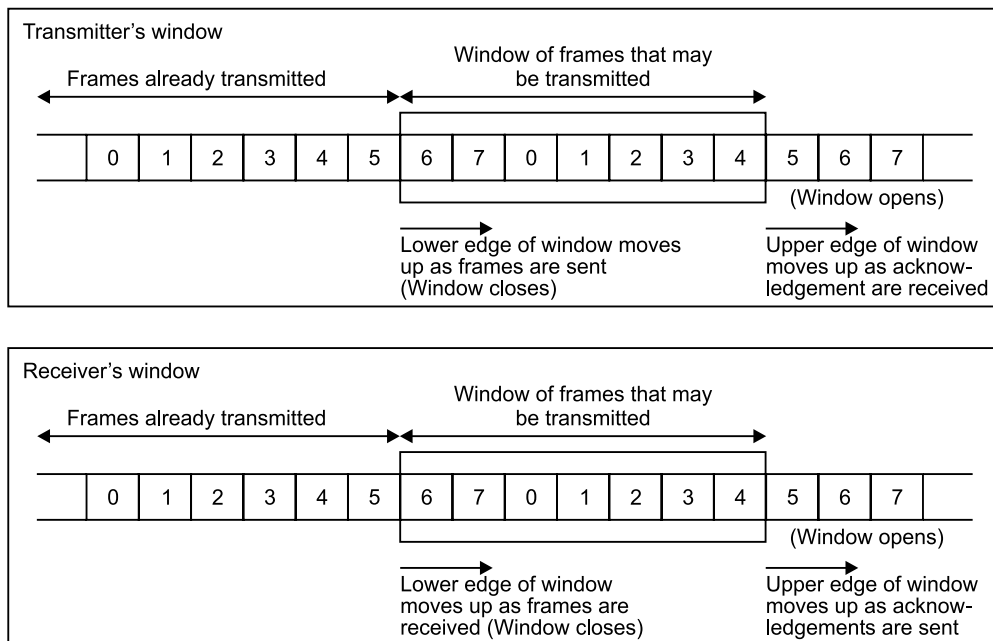 Transmitter's window
Frames already transmitted
Window of frames that may
be transmitted
0 1 2 3 4 5 6 7 0 1 2 3 4 5 6 7
(Window opens)
Lower edge of window moves
up as frames are sent
(Window closes)
Upper edge of window
moves up as acknow-
ledgement are received
Receiver's window
Frames already transmitted
Window of frames that may
be transmitted
0 1 2 3 4 5 6 7 0 1 2 3 4 5 6 7
(Window opens)
Lower edge of window
moves up as frames are
received (Window closes)
Upper edge of window
moves up as acknow-
ledgements are sent